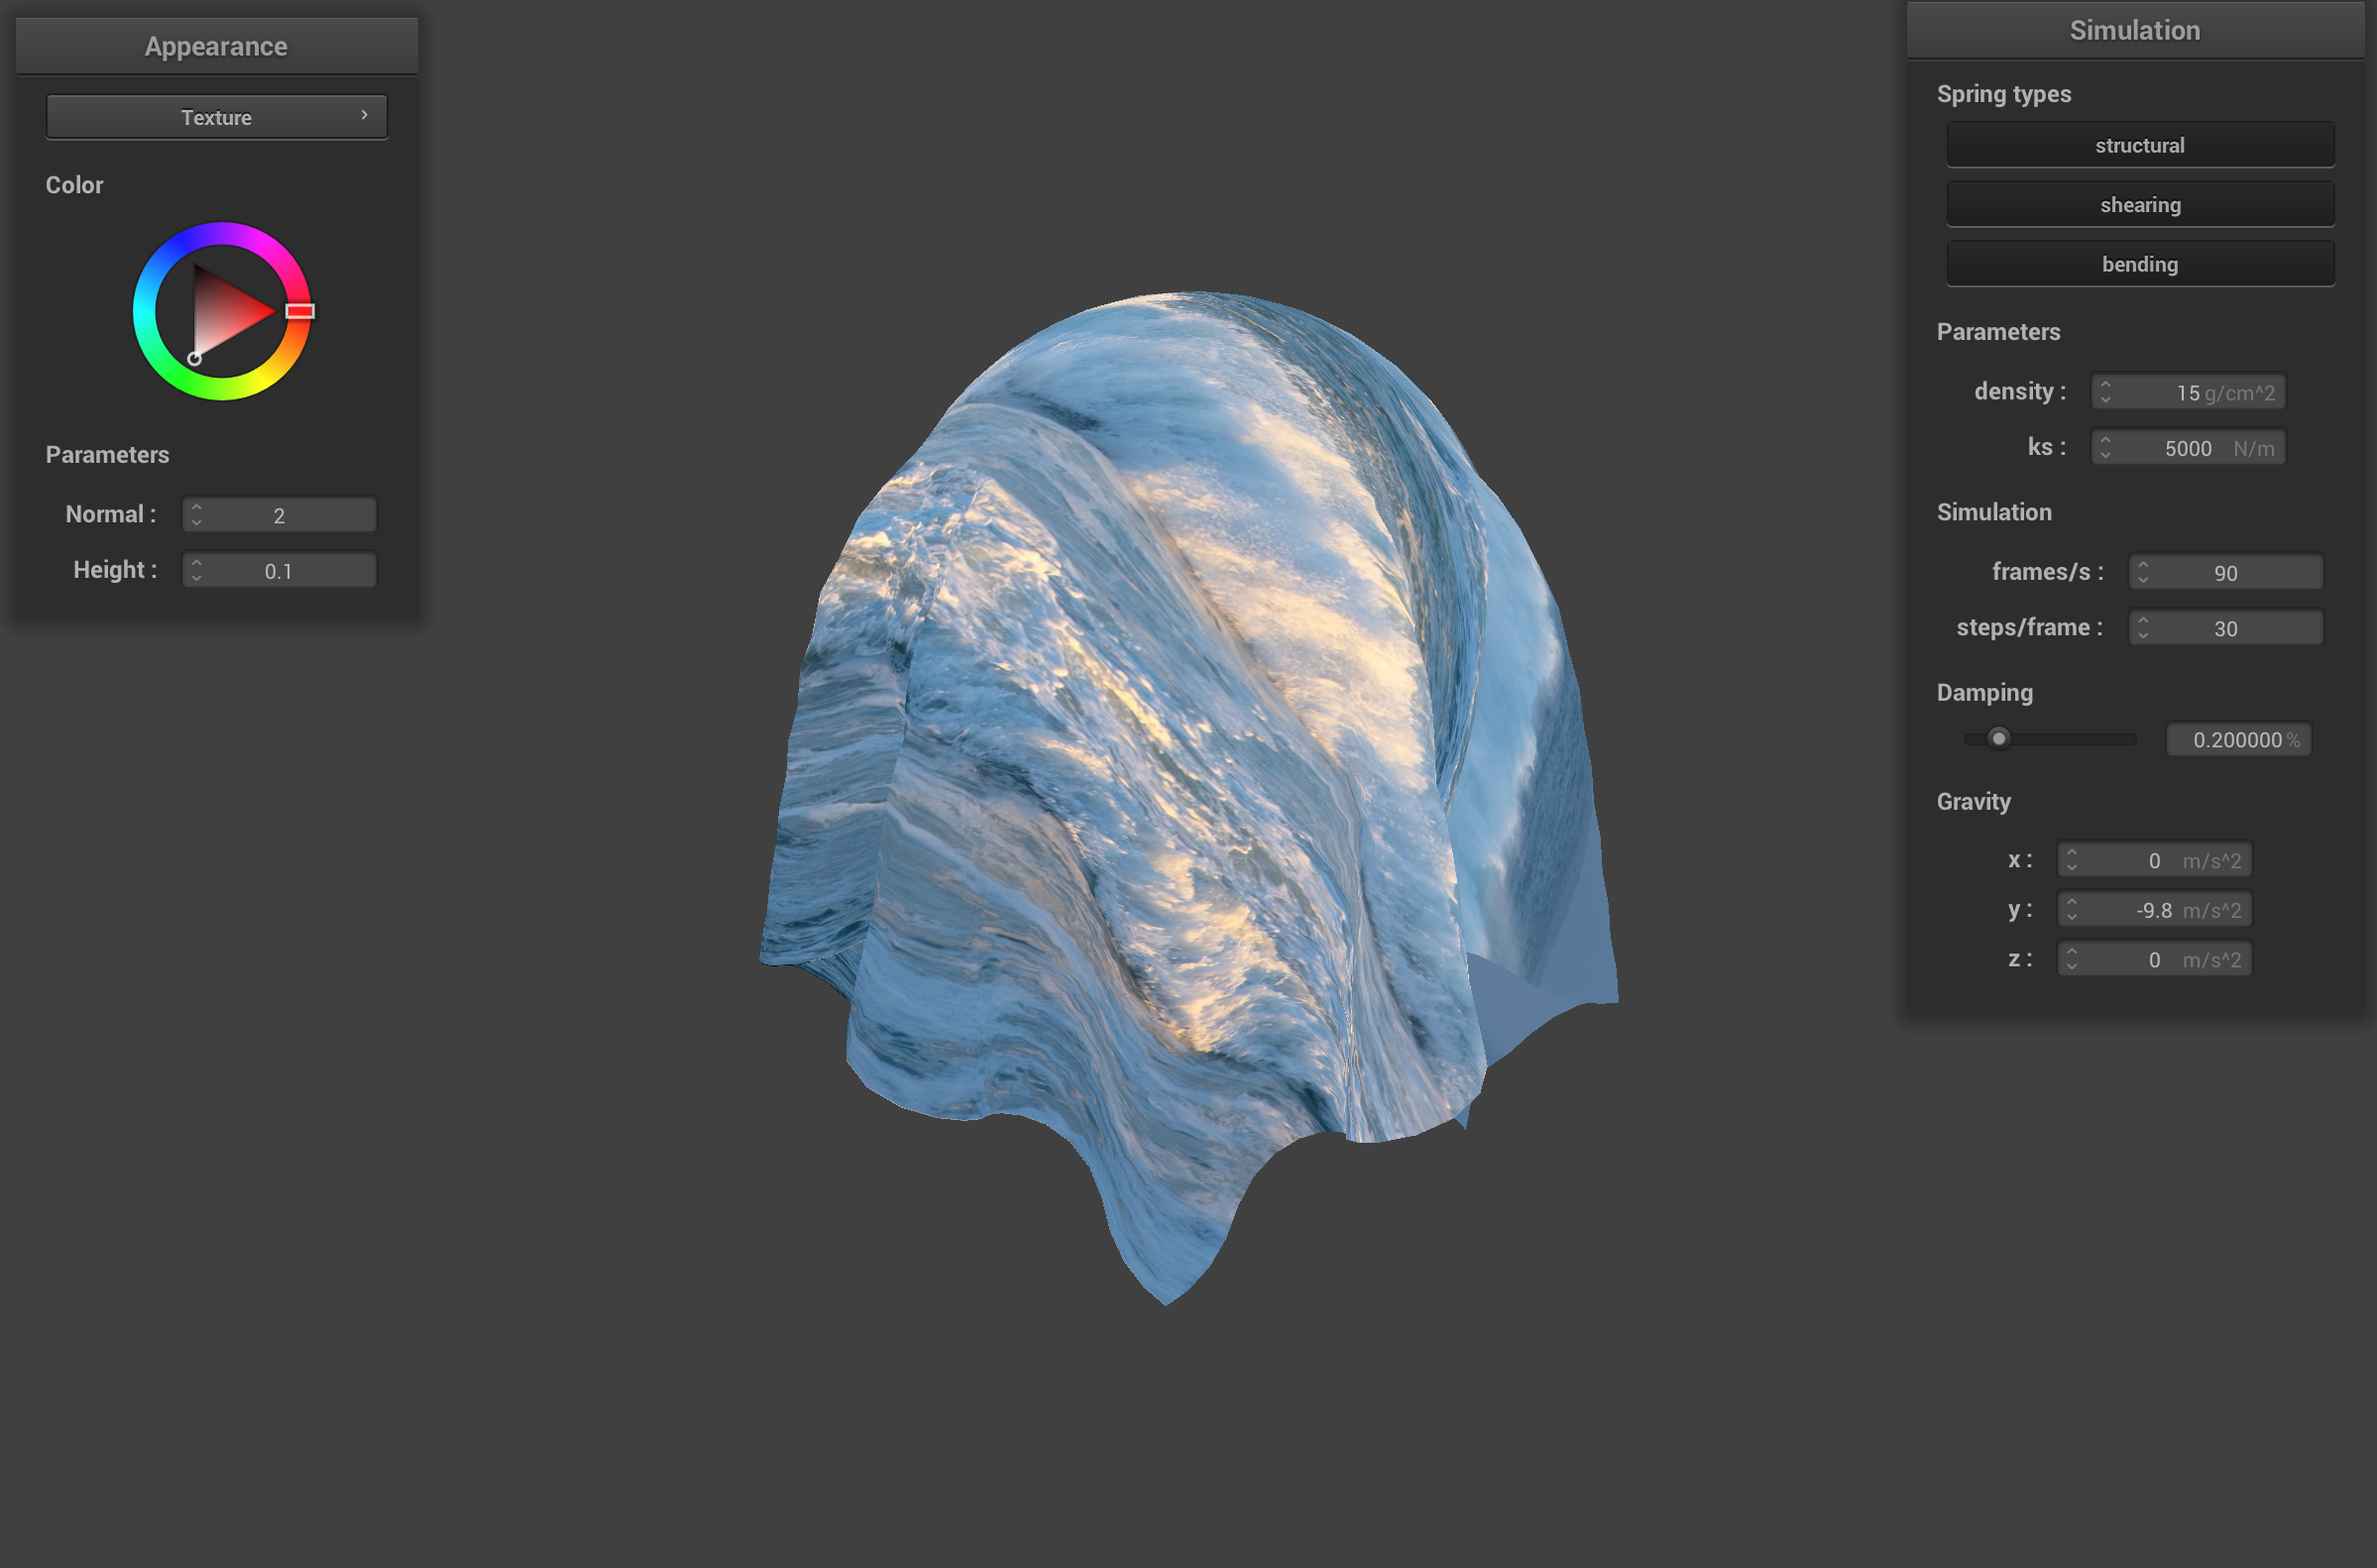 Appearance
Texture
Color
Parameters
Normal : 2
Height : 0.1
Simulation
Spring types
structural
shearing
bending
Parameters
density : 15 g/cm^2
ks : 5000 N/m
Simulation
frames/s : 90
steps/frame : 30
Damping
0.200000 %
Gravity
x : 0 m/s^2
y : -9.8 m/s^2
z : 0 m/s^2